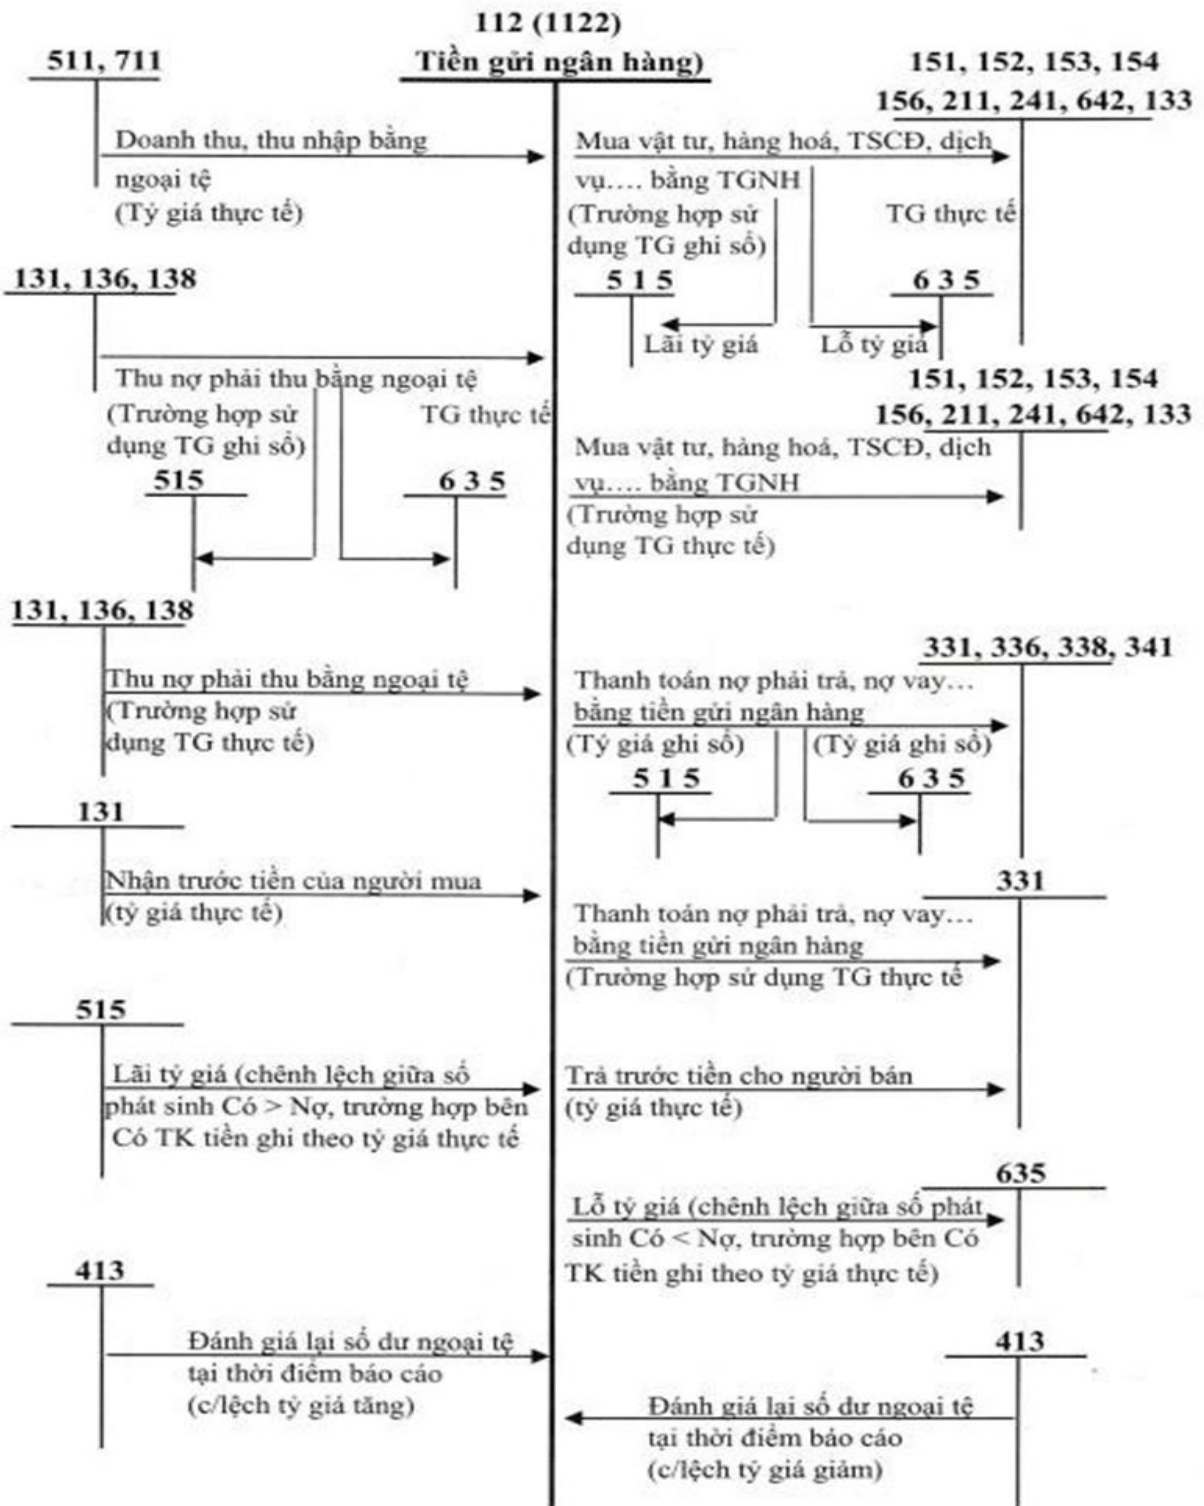 112 (1122)
Tiền gửi ngân hàng)
511, 711
Doanh thu, thu nhập bằng
ngoại tệ
(Tỷ giá thực tế)
131, 136, 138
Thu nợ phải thu bằng ngoại tệ
(Trường hợp sử
dụng TG ghi sổ)
TG thực tế
515
6 3 5
131, 136, 138
Thu nợ phải thu bằng ngoại tệ
(Trường hợp sử
dụng TG thực tế)
131
Nhận trước tiền của người mua
(tỷ giá thực tế)
515
Lãi tỷ giá (chênh lệch giữa số
phát sinh Có > Nợ, trường hợp bên
Có TK tiền ghi theo tỷ giá thực tế
413
Đánh giá lại số dư ngoại tệ
tại thời điểm báo cáo
(c/lệch tỷ giá tăng)
151, 152, 153, 154
156, 211, 241, 642, 133
Mua vật tư, hàng hoá, TSCĐ, dịch
vụ.... bằng TGNH
(Trường hợp sử
dụng TG ghi sổ)
TG thực tế
5 1 5
6 3 5
Lãi tỷ giá
Lỗ tỷ giá
151, 152, 153, 154
156, 211, 241, 642, 133
Mua vật tư, hàng hoá, TSCĐ, dịch
vụ.... bằng TGNH
(Trường hợp sử
dụng TG thực tế)
331, 336, 338, 341
Thanh toán nợ phải trả, nợ vay...
bằng tiền gửi ngân hàng
(Tỷ giá ghi sổ)
(Tỷ giá ghi sổ)
5 1 5
6 3 5
331
Thanh toán nợ phải trả, nợ vay...
bằng tiền gửi ngân hàng
(Trường hợp sử dụng TG thực tế
Trả trước tiền cho người bán
(tỷ giá thực tế)
635
Lỗ tỷ giá (chênh lệch giữa số phát
sinh Có < Nợ, trường hợp bên Có
TK tiền ghi theo tỷ giá thực tế)
413
Đánh giá lại số dư ngoại tệ
tại thời điểm báo cáo
(c/lệch tỷ giá giảm)